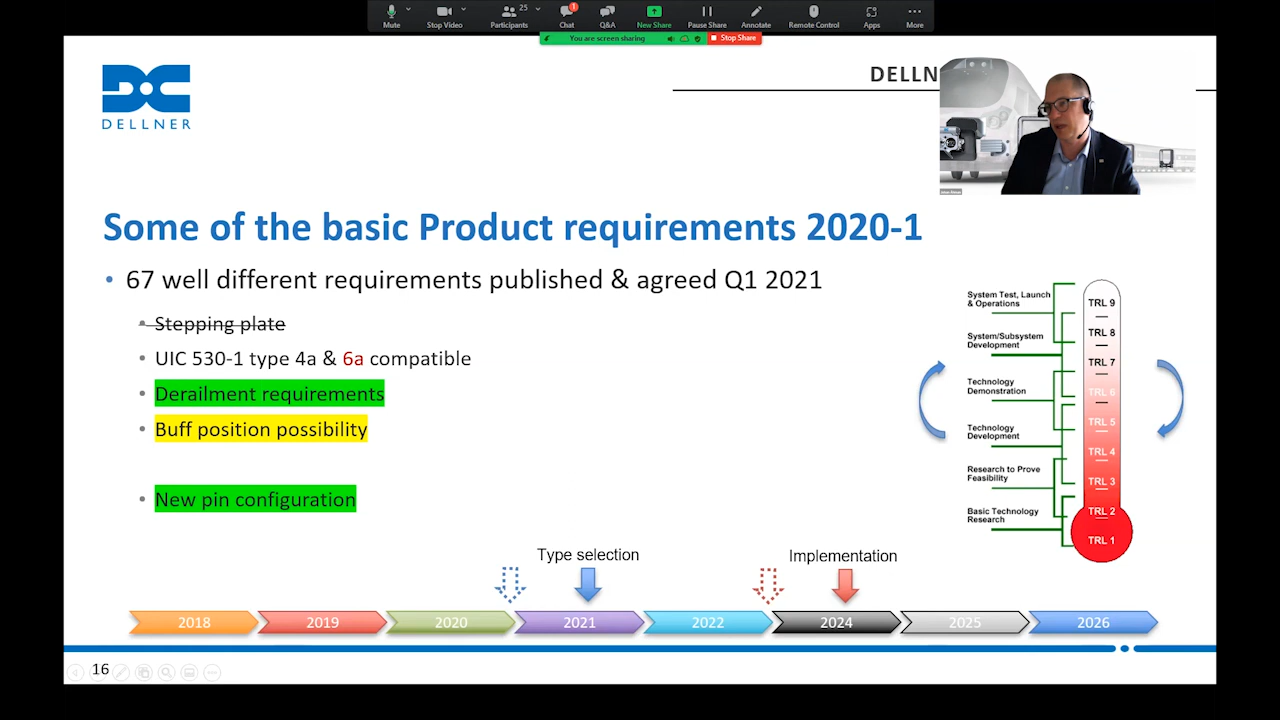 Mute
Stop Video
Participants
25
Chat
1
Q&A
New Share
Pause Share
Annotate
Remote Control
Apps
More
You are screen sharing
Stop Share
DELLNER
DELLN
Some of the basic Product requirements 2020-1
• 67 well different requirements published & agreed Q1 2021
• Stepping plate
• UIC 530-1 type 4a & 6a compatible
• Derailment requirements
• Buff position possibility
• New pin configuration
System Test, Launch
& Operations
System/Subsystem
Development
Technology
Demonstration
Technology
Development
Research to Prove
Feasibility
Basic Technology
Research
TRL 9
TRL 8
TRL 7
TRL 6
TRL 5
TRL 4
TRL 3
TRL 2
TRL 1
Type selection
Implementation
2018
2019
2020
2021
2022
2024
2025
2026
16